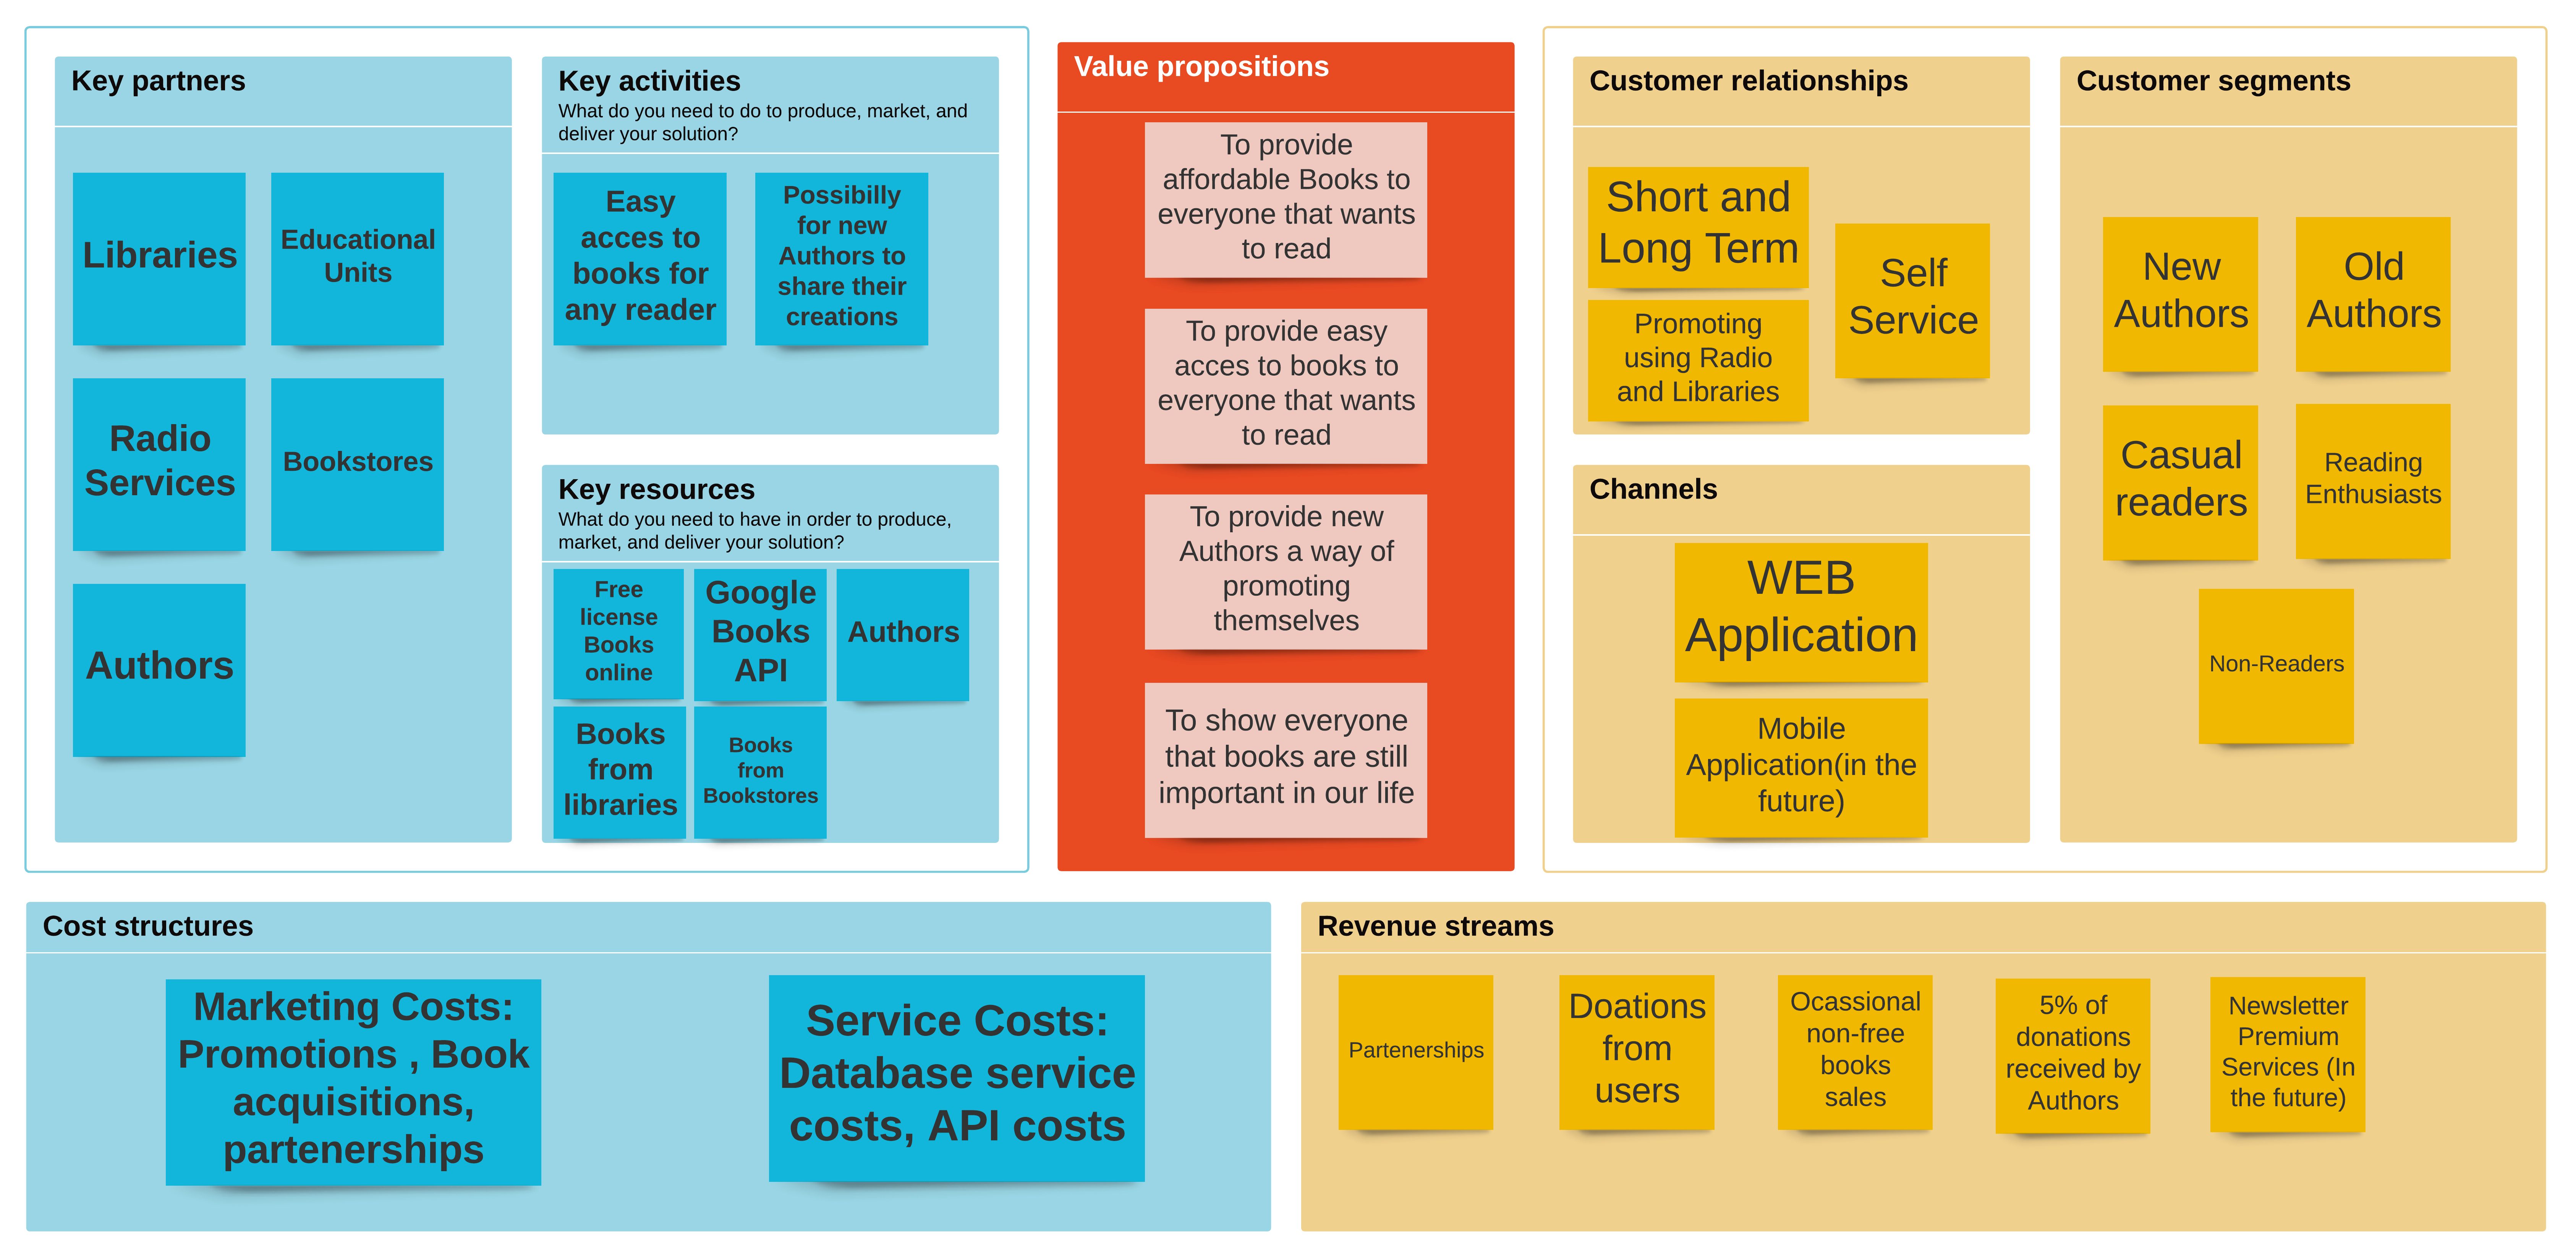 Key partners
Libraries
Educational
Units
Radio
Services
Bookstores
Authors
Key activities
What do you need to do to produce, market, and
deliver your solution?
Easy
acces to
books for
any reader
Possibilly
for new
Authors to
share their
creations
Key resources
What do you need to have in order to produce,
market, and deliver your solution?
Free
license
Books
online
Google
Books
API
Authors
Books
from
libraries
Books
from
Bookstores
Value propositions
To provide
affordable Books to
everyone that wants
to read
To provide easy
acces to books to
everyone that wants
to read
To provide new
Authors a way of
promoting
themselves
To show everyone
that books are still
important in our life
Customer relationships
Short and
Long Term
Self
Service
Promoting
using Radio
and Libraries
Channels
WEB
Application
Mobile
Application(in the
future)
Customer segments
New
Authors
Old
Authors
Casual
readers
Reading
Enthusiasts
Non-Readers
Cost structures
Marketing Costs:
Promotions , Book
acquisitions,
partenerships
Service Costs:
Database service
costs, API costs
Revenue streams
Partenerships
Doations
from
users
Ocassional
non-free
books
sales
5% of
donations
received by
Authors
Newsletter
Premium
Services (In
the future)